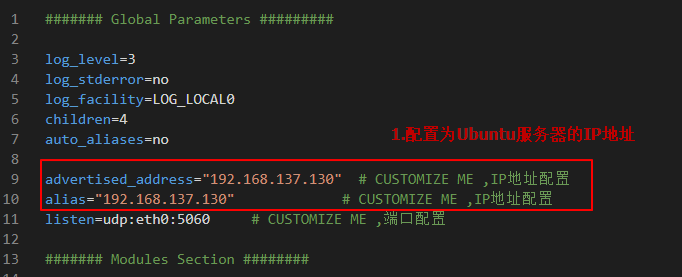 1 ####### Global Parameters #########
2
3 log_level=3
4 log_stderror=no
5 log_facility=LOG_LOCAL0
6 children=4
1.配置为Ubuntu服务器的IP地址
7 auto_aliases=no
8
9 advertised_address="192.168.137.130" # CUSTOMIZE ME ,IP地址配置
10 alias="192.168.137.130" # CUSTOMIZE ME ,IP地址配置
11 listen=udp:eth0:5060 # CUSTOMIZE ME ,端口配置
12
13 ####### Modules Section ########